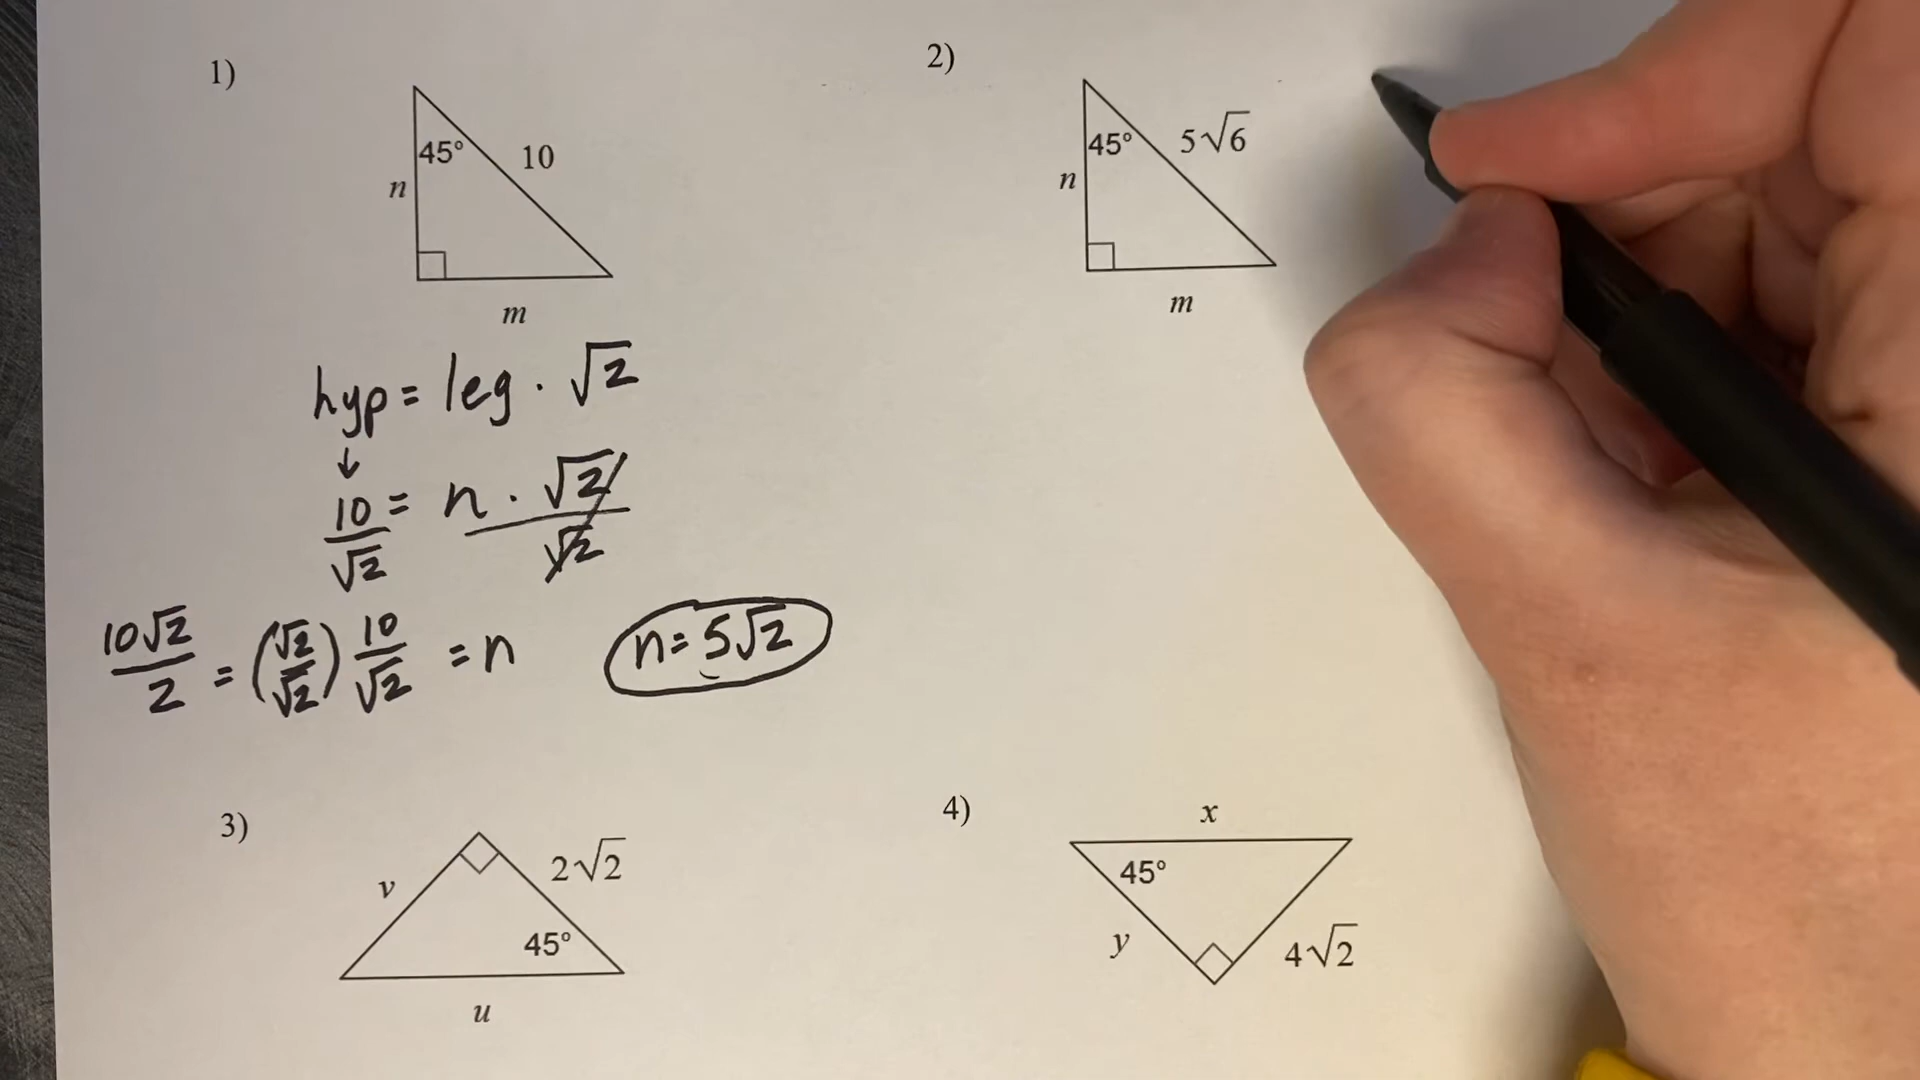 1)
45°
10
n
m
hyp = leg · √2
↓
10/√2 = n · √2/√2
10√2/2 = (√2/√2) 10/√2 = n
n = 5√2
2)
45°
5√6
n
m
3)
v
2√2
45°
u
4)
x
45°
y
4√2